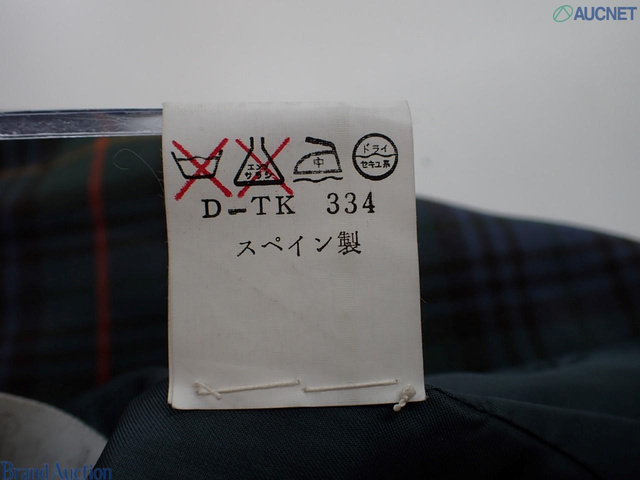 AUCNET
エンソ サラシ
中
ドライ
セキユ系
D-TK 334
スペイン製
Brand Auction